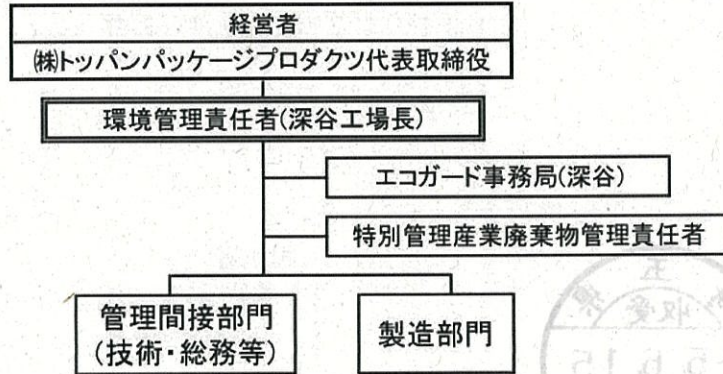 経営者
㈱トッパンパッケージプロダクツ代表取締役
環境管理責任者(深谷工場長)
エコガード事務局(深谷)
特別管理産業廃棄物管理責任者
管理間接部門
(技術・総務等)
製造部門